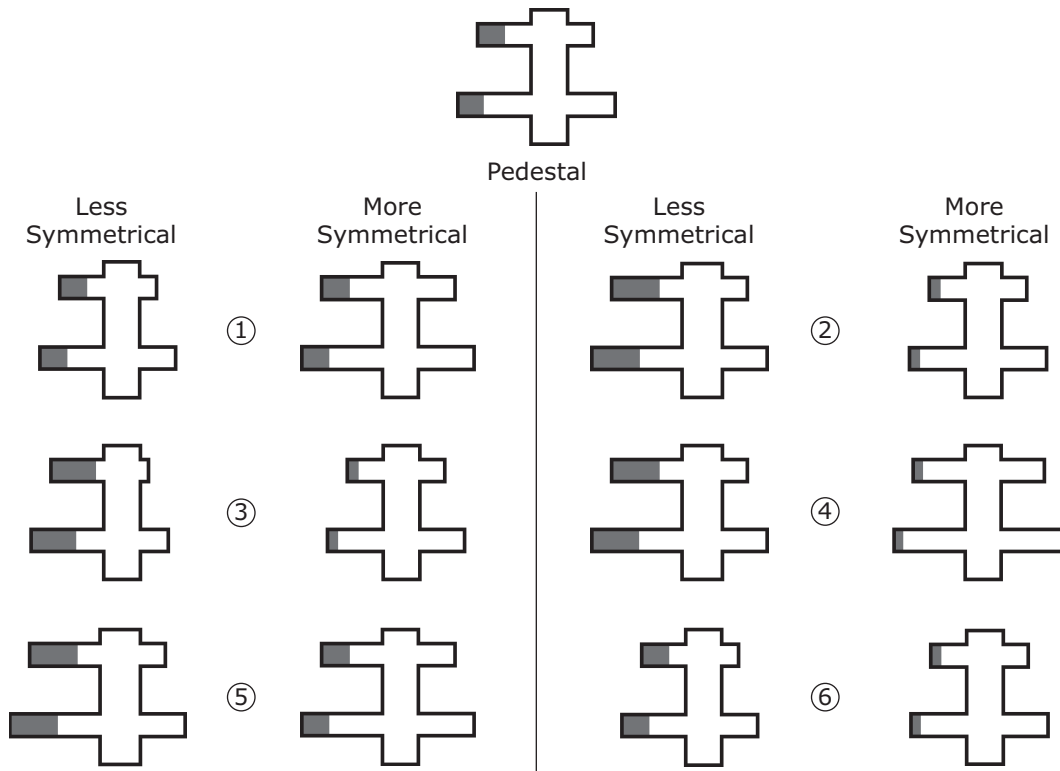 Pedestal
Less
Symmetrical
More
Symmetrical
Less
Symmetrical
More
Symmetrical
①
②
③
④
⑤
⑥